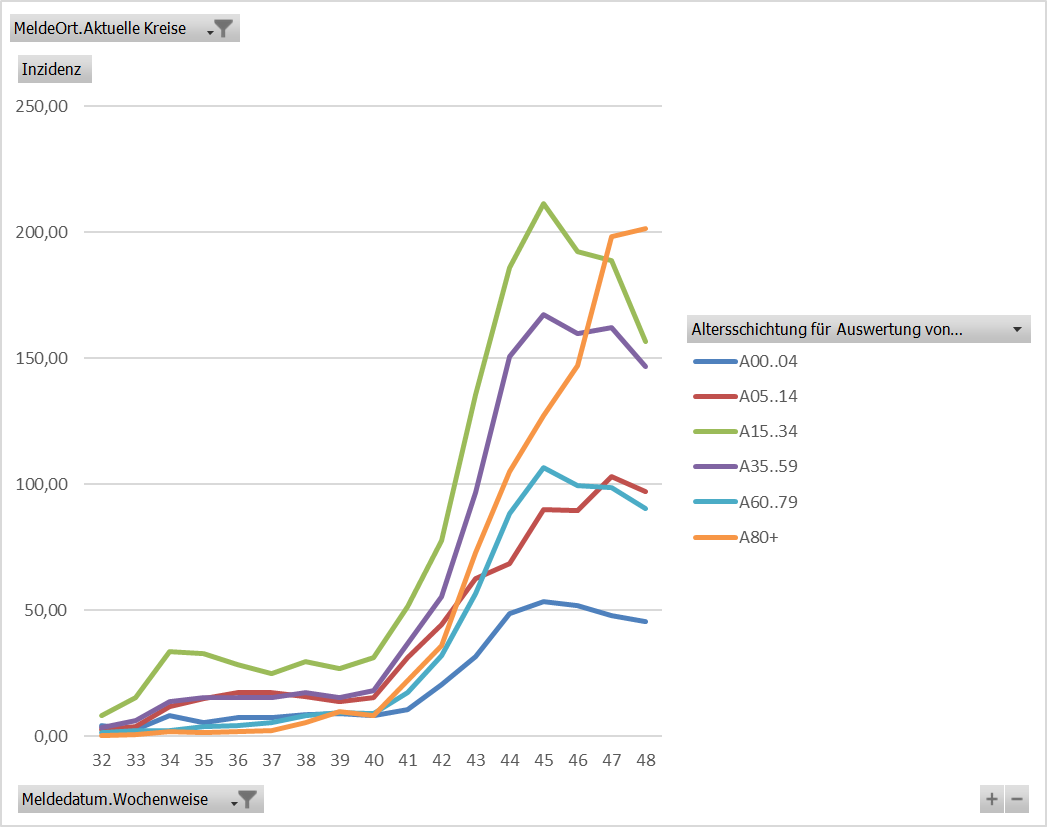 MeldeOrt.Aktuelle Kreise
Inzidenz
250,00
200,00
150,00
100,00
50,00
0,00
32 33 34 35 36 37 38 39 40 41 42 43 44 45 46 47 48
Altersschichtung für Auswertung von...
A00..04
A05..14
A15..34
A35..59
A60..79
A80+
Meldedatum.Wochenweise
+ −